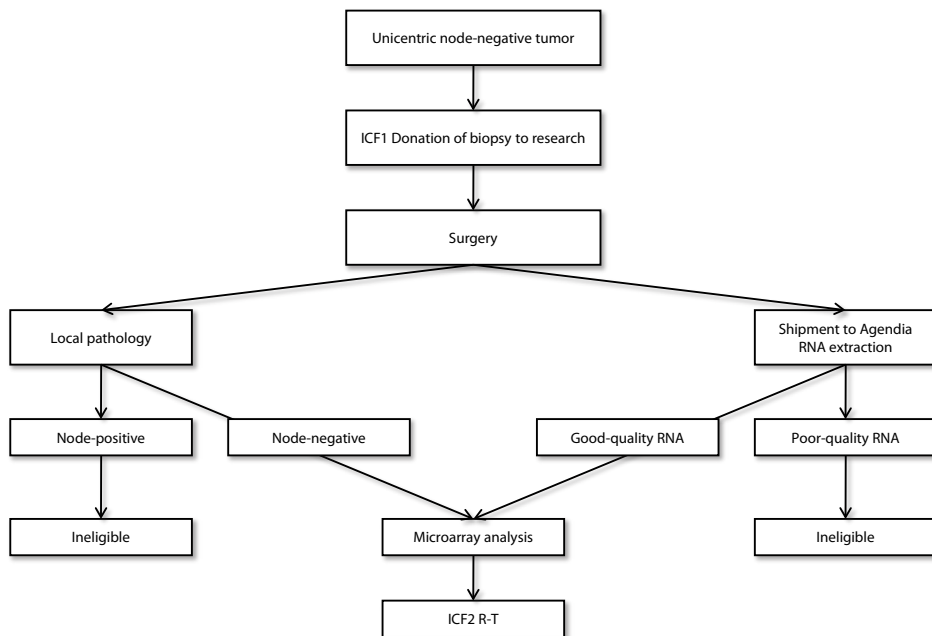 Unicentric node-negative tumor
ICF1 Donation of biopsy to research
Surgery
Local pathology
Shipment to Agendia
RNA extraction
Node-positive
Node-negative
Good-quality RNA
Poor-quality RNA
Ineligible
Microarray analysis
Ineligible
ICF2 R-T